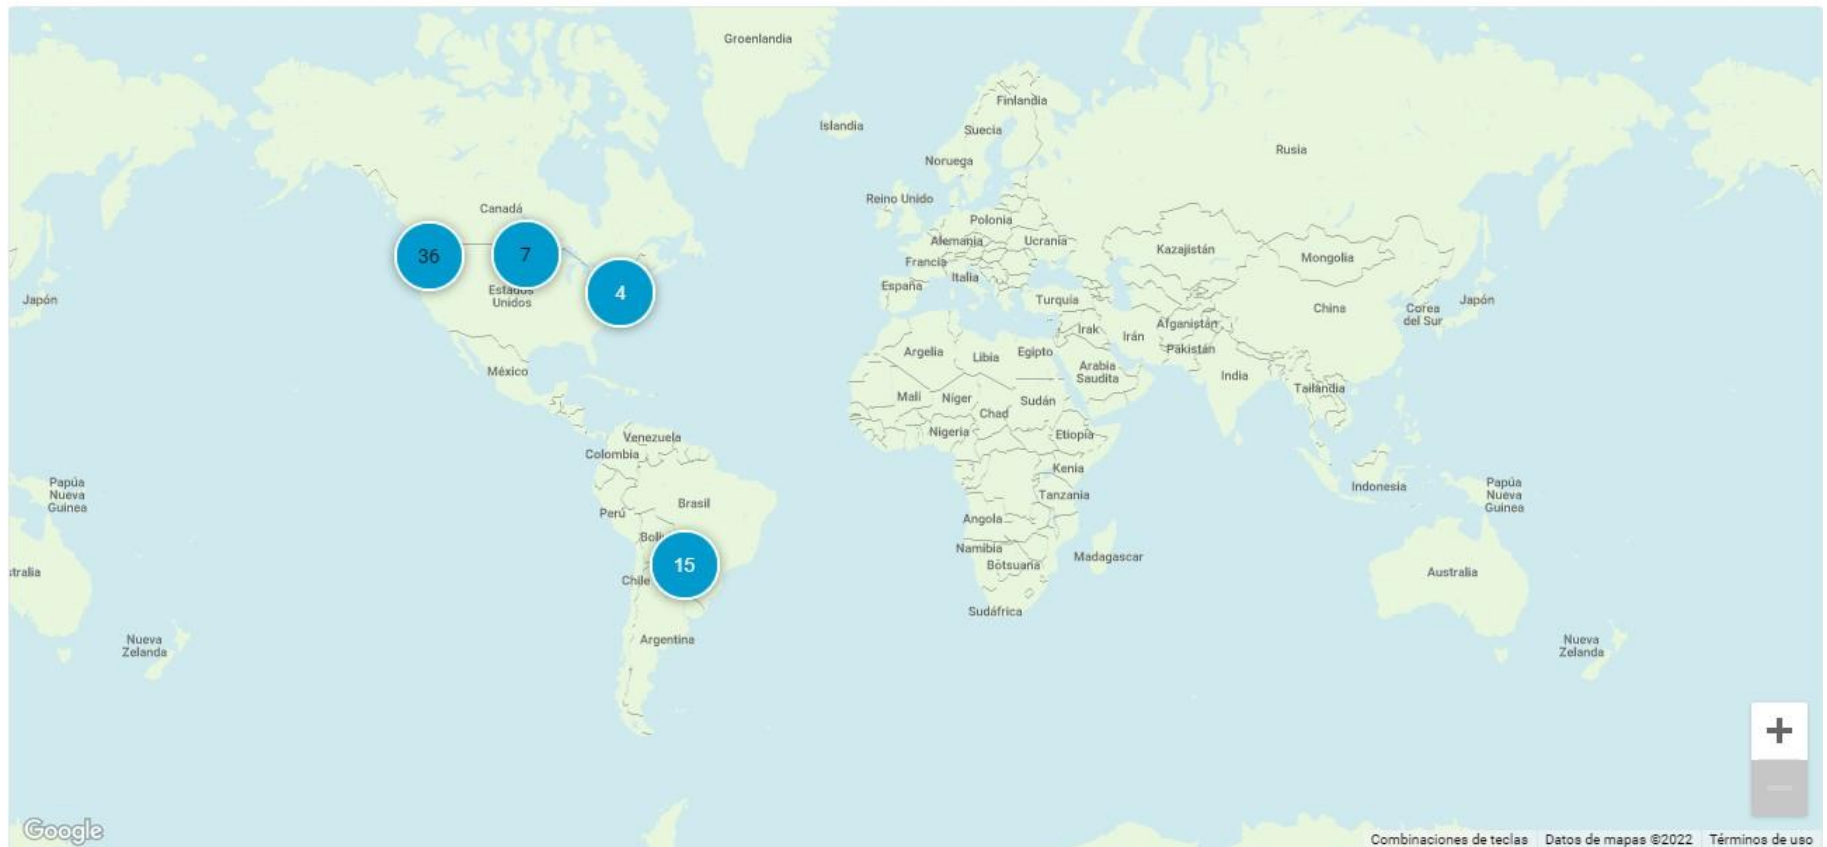 Groenlandia
Finlandia
Islandia
Suecia
Rusia
Noruega
Reino Unido
Canadá
Polonia
36
7
Alemania
Ucrania
Kazajistán
Mongolia
Francia
4
Italia
España
Estados
Unidos
Japón
Turquía
China
Corea
del Sur
Japón
Irak
Irán
Afganistán
Argelia
Libia
Egipto
Pakistán
México
Arabia
Saudita
India
Tailandia
Malí
Níger
Sudán
Chad
Venezuela
Nigeria
Etiopía
Colombia
Kenia
Papúa
Nueva
Guinea
Brasil
Tanzania
Indonesia
Papúa
Nueva
Guinea
Perú
Angola
Boli
Namibia
Madagascar
15
Botsuana
stralia
Chile
Australia
Sudáfrica
Nueva
Zelanda
Argentina
Nueva
Zelanda
+
−
Google
Combinaciones de teclas Datos de mapas ©2022 Términos de uso